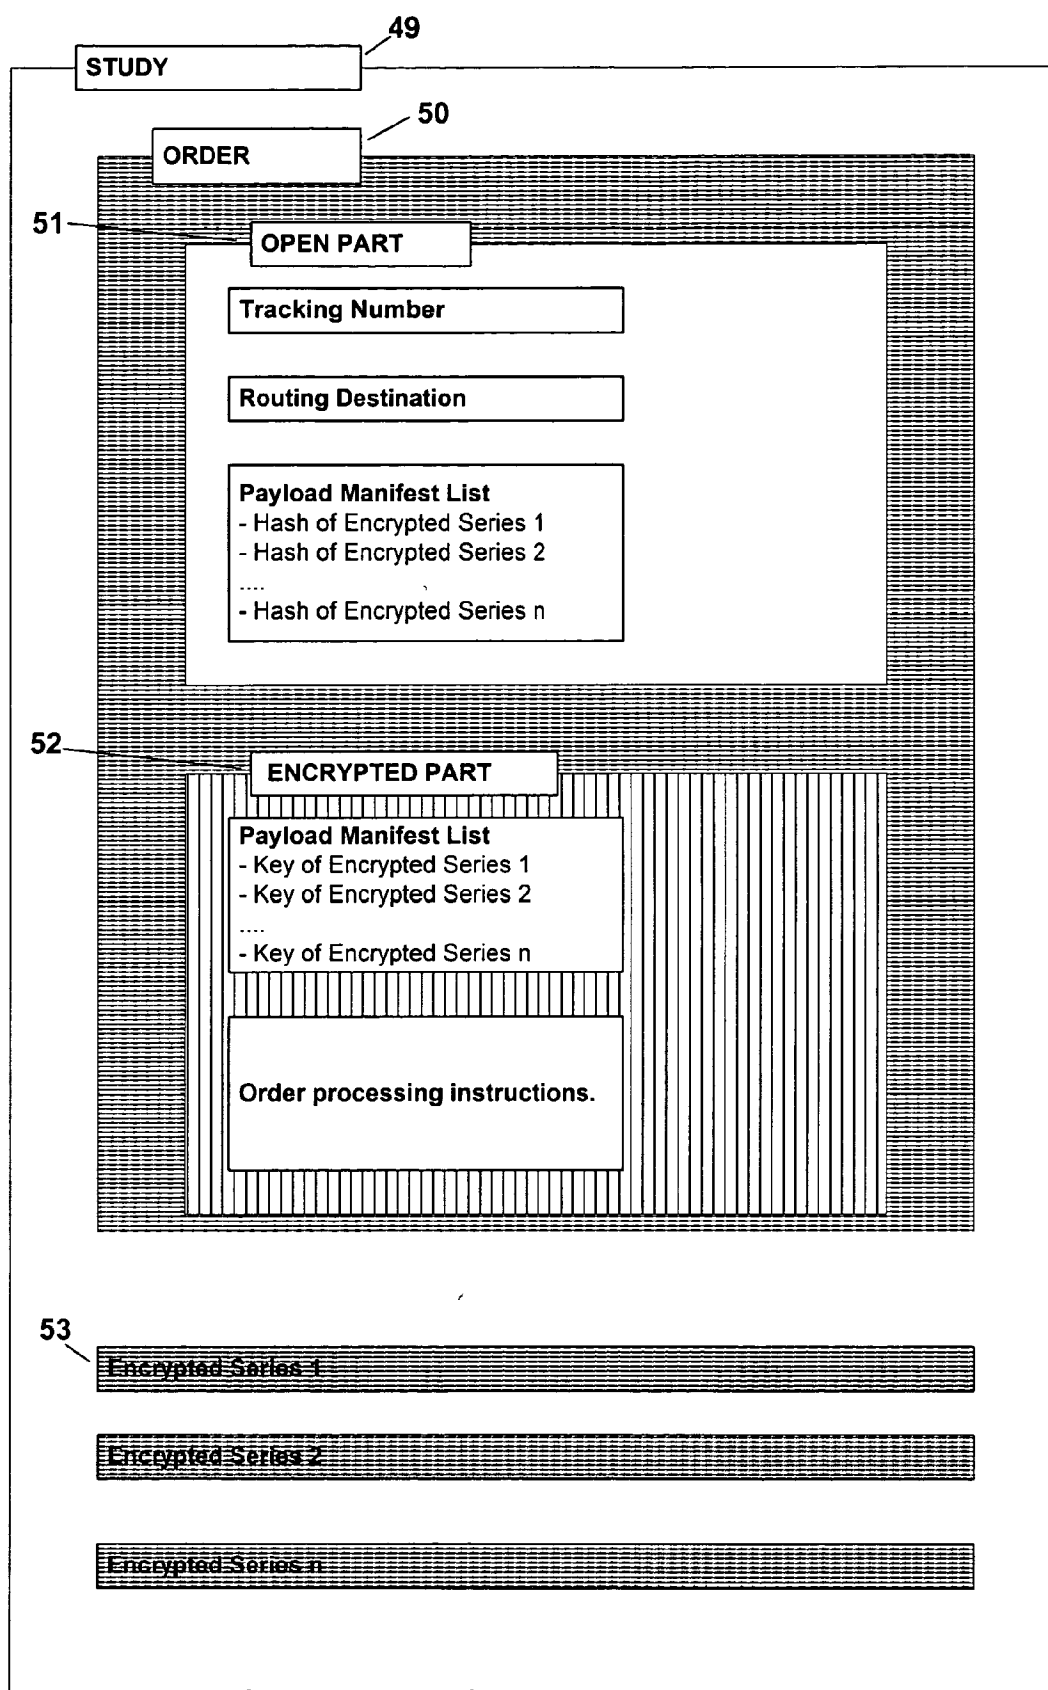 49
STUDY
50
ORDER
51
OPEN PART
Tracking Number
Routing Destination
Payload Manifest List
- Hash of Encrypted Series 1
- Hash of Encrypted Series 2
....
- Hash of Encrypted Series n
52
ENCRYPTED PART
Payload Manifest List
- Key of Encrypted Series 1
- Key of Encrypted Series 2
....
- Key of Encrypted Series n
Order processing instructions.
53
Encrypted Series 1
Encrypted Series 2
Encrypted Series n